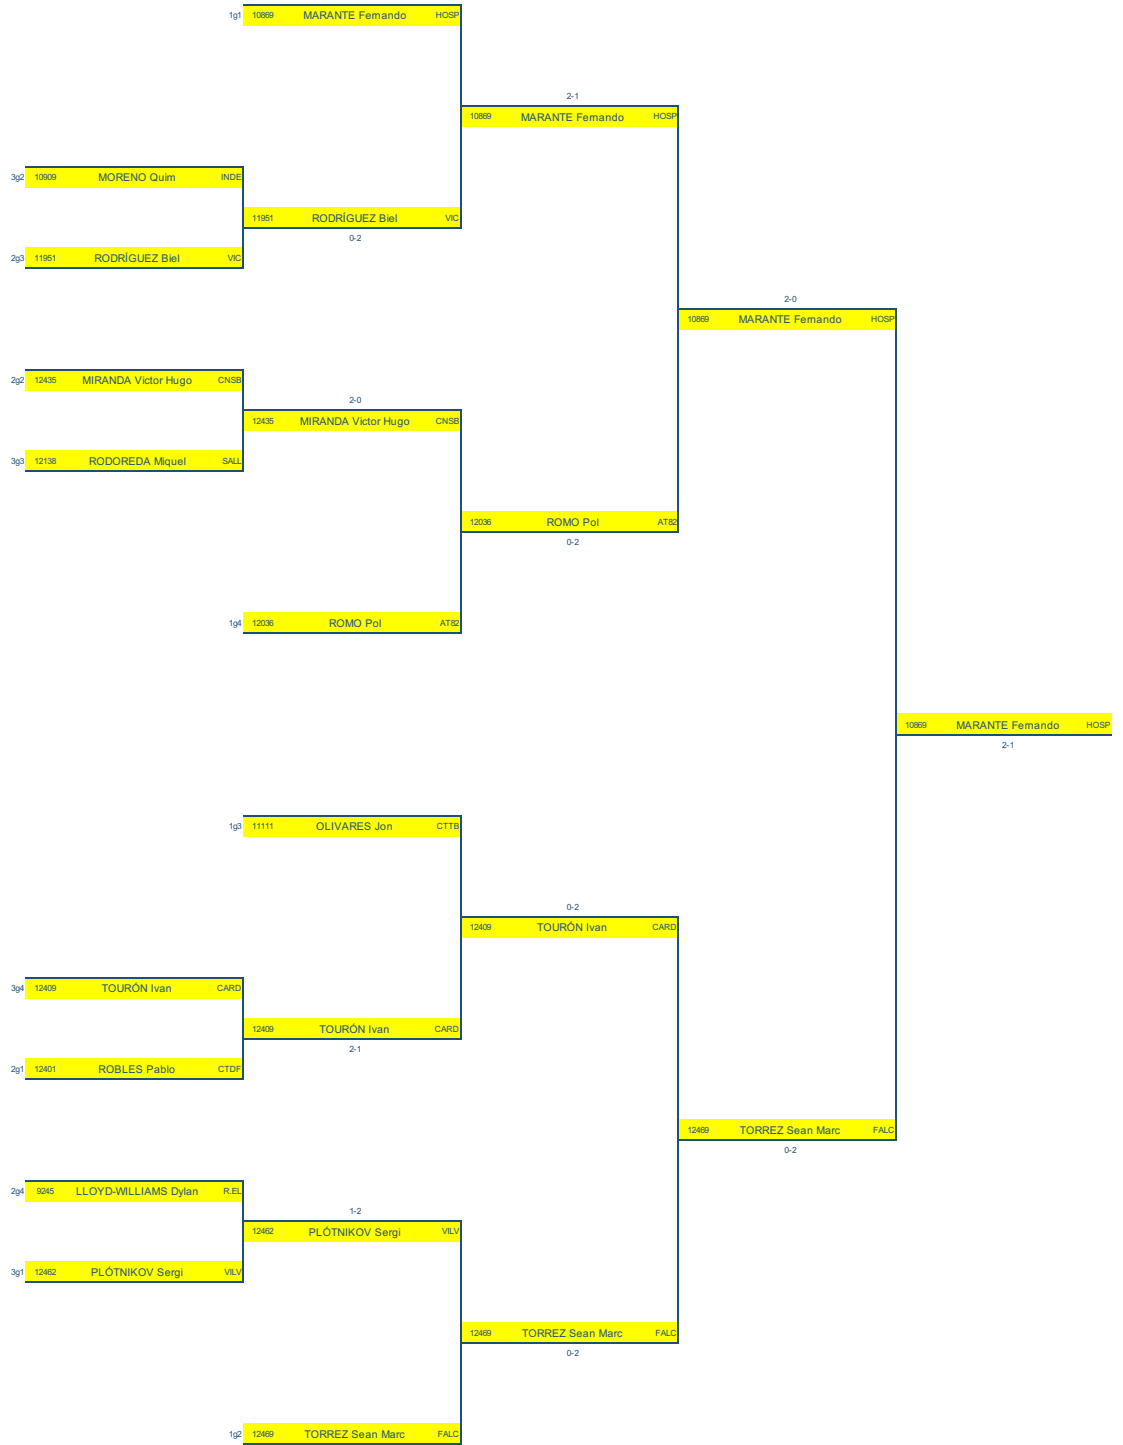 1g1 10869 MARANTE Fernando HOSP
2-1
10869 MARANTE Fernando HOSP
3g2 10909 MORENO Quim INDE
11951 RODRÍGUEZ Biel VIC
0-2
2g3 11951 RODRÍGUEZ Biel VIC
2-0
10869 MARANTE Fernando HOSP
2g2 12435 MIRANDA Victor Hugo CNSB
2-0
12435 MIRANDA Victor Hugo CNSB
3g3 12138 RODOREDA Miquel SALL
12036 ROMO Pol AT82
0-2
1g4 12036 ROMO Pol AT82
10869 MARANTE Fernando HOSP
2-1
1g3 11111 OLIVARES Jon CTTB
0-2
12409 TOURÓN Ivan CARD
3g4 12409 TOURÓN Ivan CARD
12409 TOURÓN Ivan CARD
2-1
2g1 12401 ROBLES Pablo CTDF
12469 TORREZ Sean Marc FALC
0-2
2g4 9245 LLOYD-WILLIAMS Dylan R.EL
1-2
12462 PLÓTNIKOV Sergi VILV
3g1 12462 PLÓTNIKOV Sergi VILV
12469 TORREZ Sean Marc FALC
0-2
1g2 12469 TORREZ Sean Marc FALC